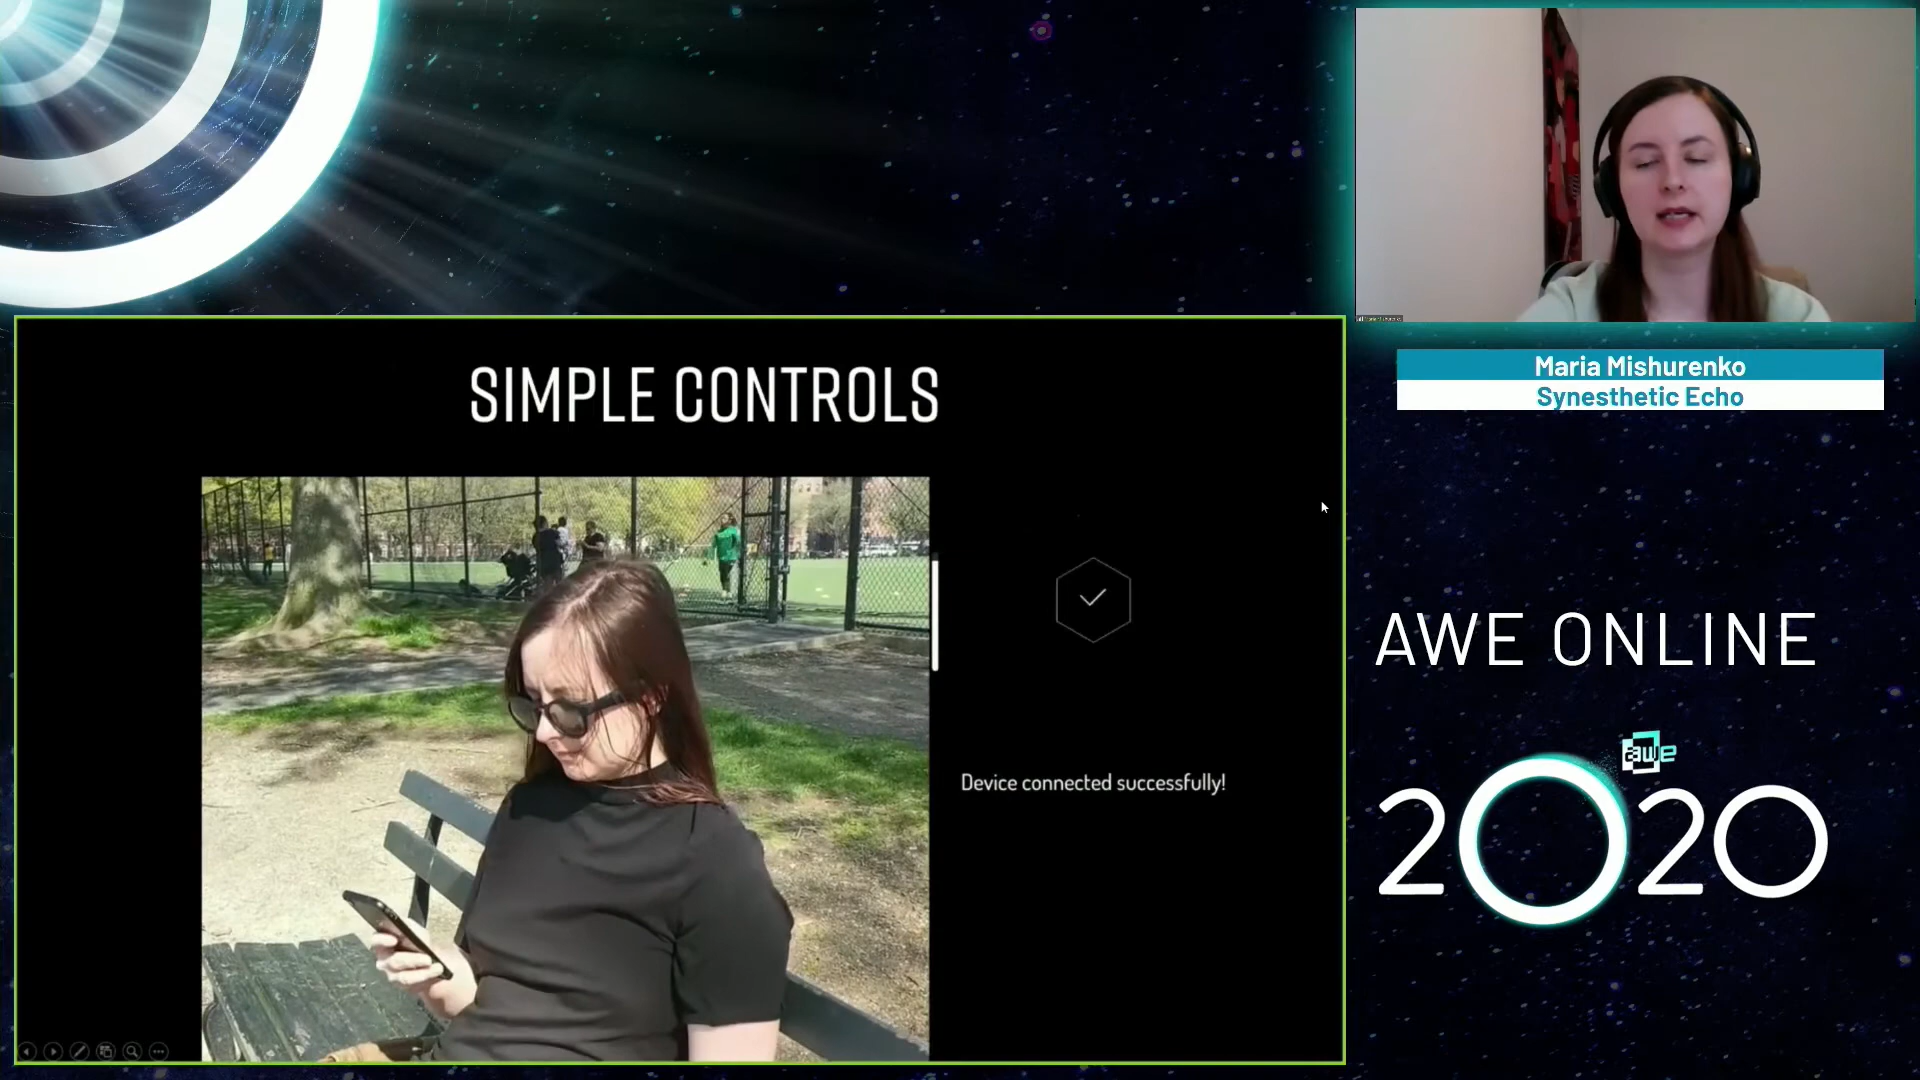 SIMPLE CONTROLS
Device connected successfully!
Maria Mishurenko
Synesthetic Echo
AWE ONLINE
awe
2020